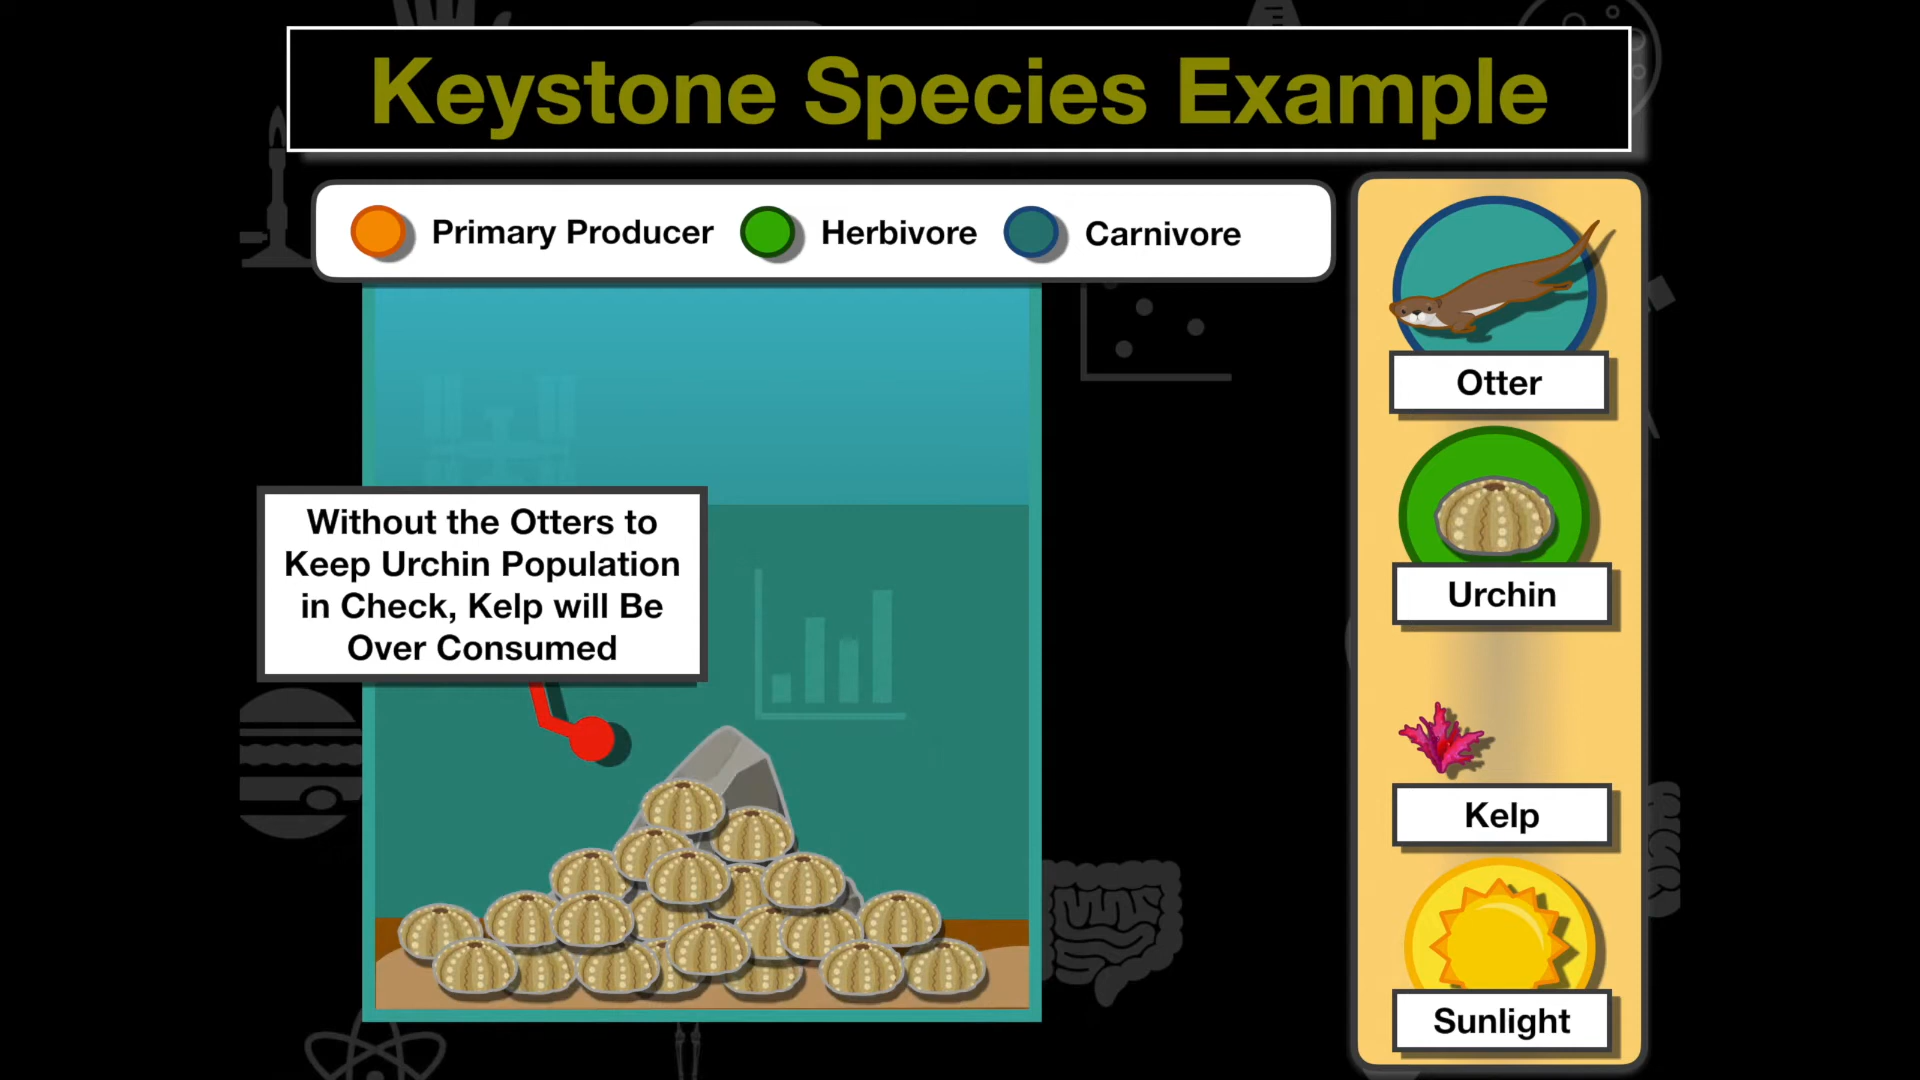 Keystone Species Example
Primary Producer
Herbivore
Carnivore
Without the Otters to
Keep Urchin Population
in Check, Kelp will Be
Over Consumed
Otter
Urchin
Kelp
Sunlight